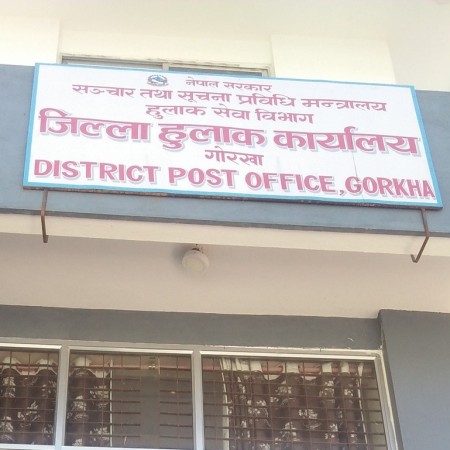 नेपाल सरकार
सञ्चार तथा सूचना प्रविधि मन्त्रालय
हुलाक सेवा विभाग
जिल्ला हुलाक कार्यालय
गोरखा
DISTRICT POST OFFICE, GORKHA